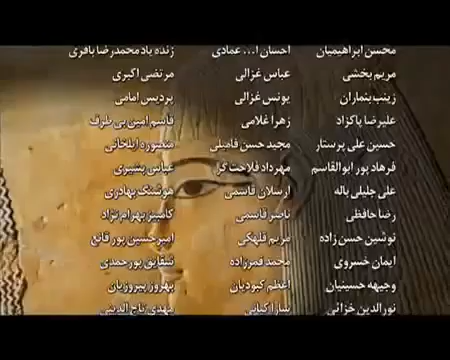 محسن ابراهیمیان احسان ا... عمادی زنده یاد محمدرضا باقری
مریم بخشی عباس غزالی مرتضی اکبری
زینب بنماران یونس غزالی پردیس امامی
علیرضا پاکزاد زهرا غلامی قاسم امین بی طرف
حسین علی پرستار مجید حسن فامیلی منصوره ایلخانی
فرهاد پور ابوالقاسم مهرداد فلاحت گر عباس بشیری
علی جلیلی باله ارسلان قاسمی هوشنگ بهادری
رضا حافظی ناصر قاسمی کامبیز بهرام نژاد
نوشین حسن زاده مریم قلهکی امیرحسین پور قانع
ایمان خسروی محمد قمرزاده شقایق پورحمدی
وجیهه حسینیان اعظم کبودیان بهروز پیروزیان
نورالدین خزائی سارا کیانی مهدی تاج الدینی